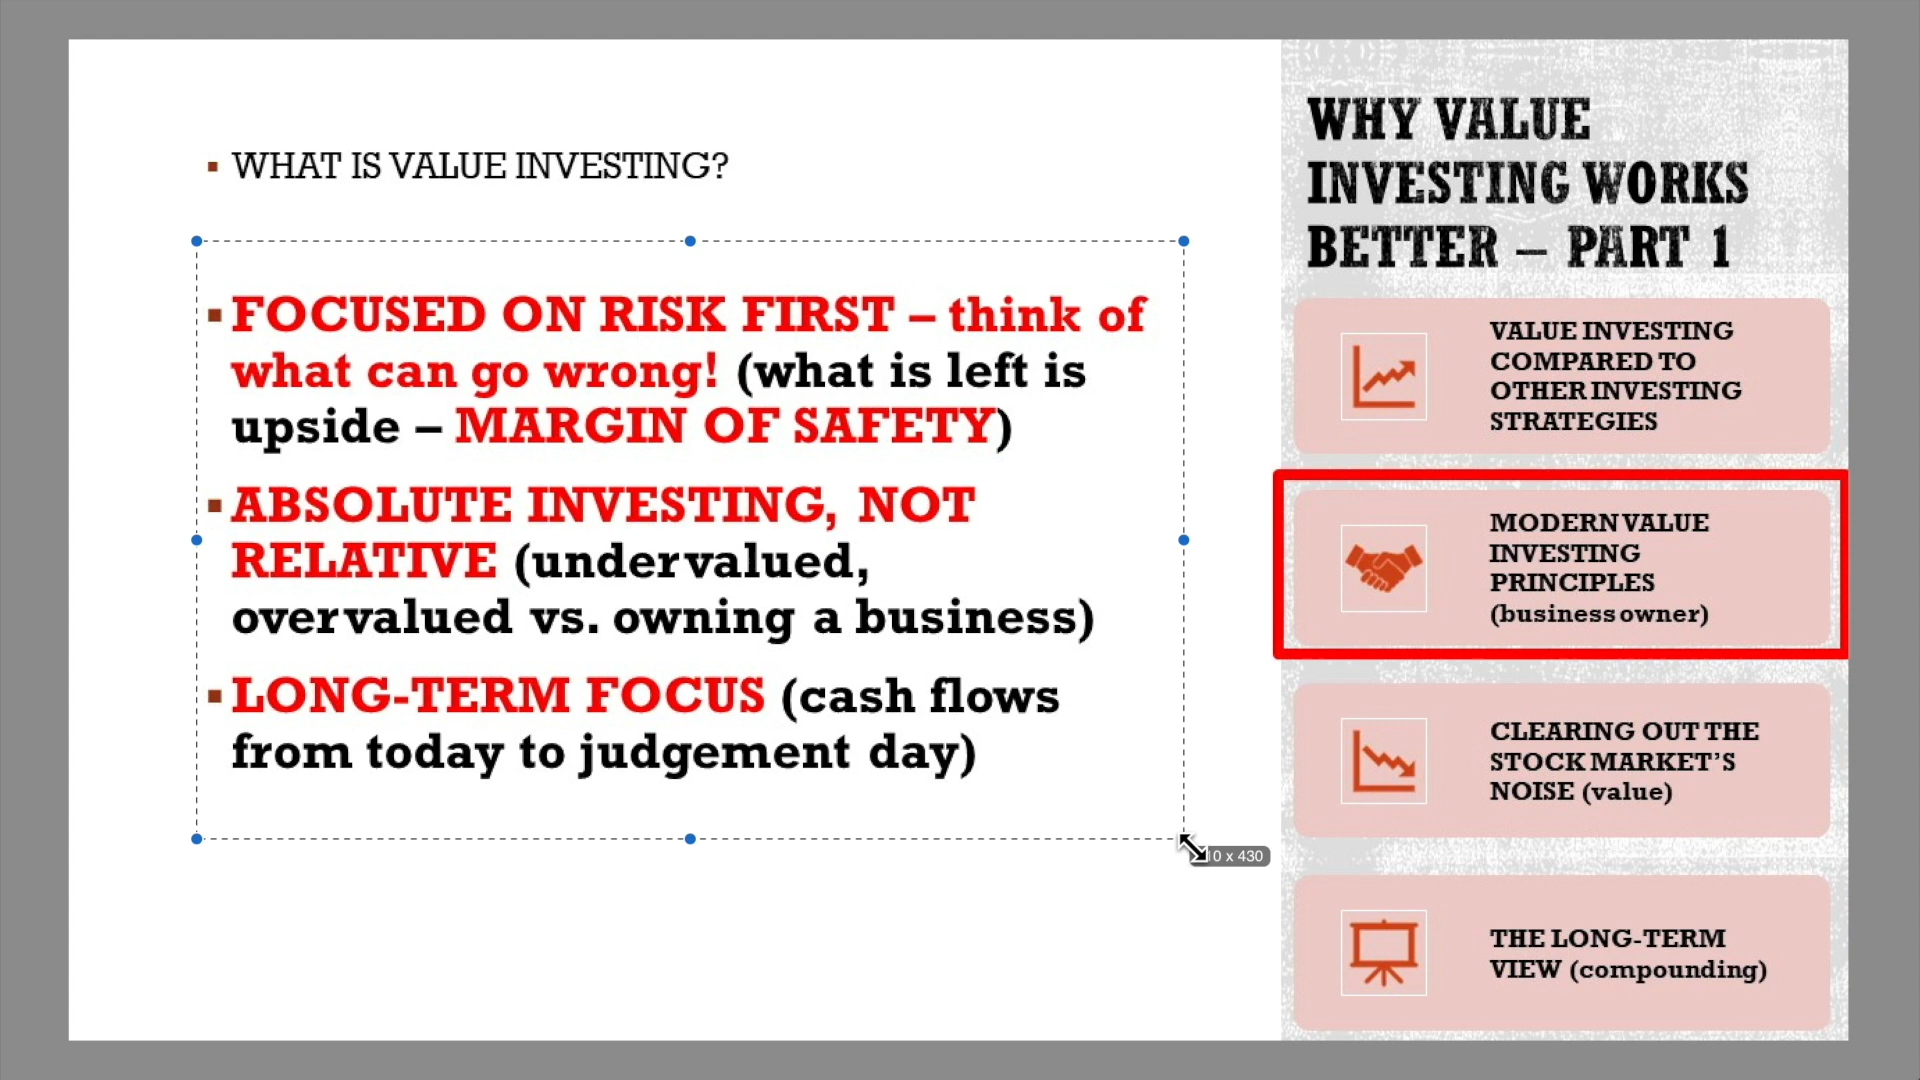 WHAT IS VALUE INVESTING?
FOCUSED ON RISK FIRST – think of
what can go wrong! (what is left is
upside – MARGIN OF SAFETY)
ABSOLUTE INVESTING, NOT
RELATIVE (undervalued,
overvalued vs. owning a business)
LONG-TERM FOCUS (cash flows
from today to judgement day)
WHY VALUE
INVESTING WORKS
BETTER – PART 1
VALUE INVESTING
COMPARED TO
OTHER INVESTING
STRATEGIES
MODERN VALUE
INVESTING
PRINCIPLES
(business owner)
CLEARING OUT THE
STOCK MARKET’S
NOISE (value)
THE LONG-TERM
VIEW (compounding)
x 430